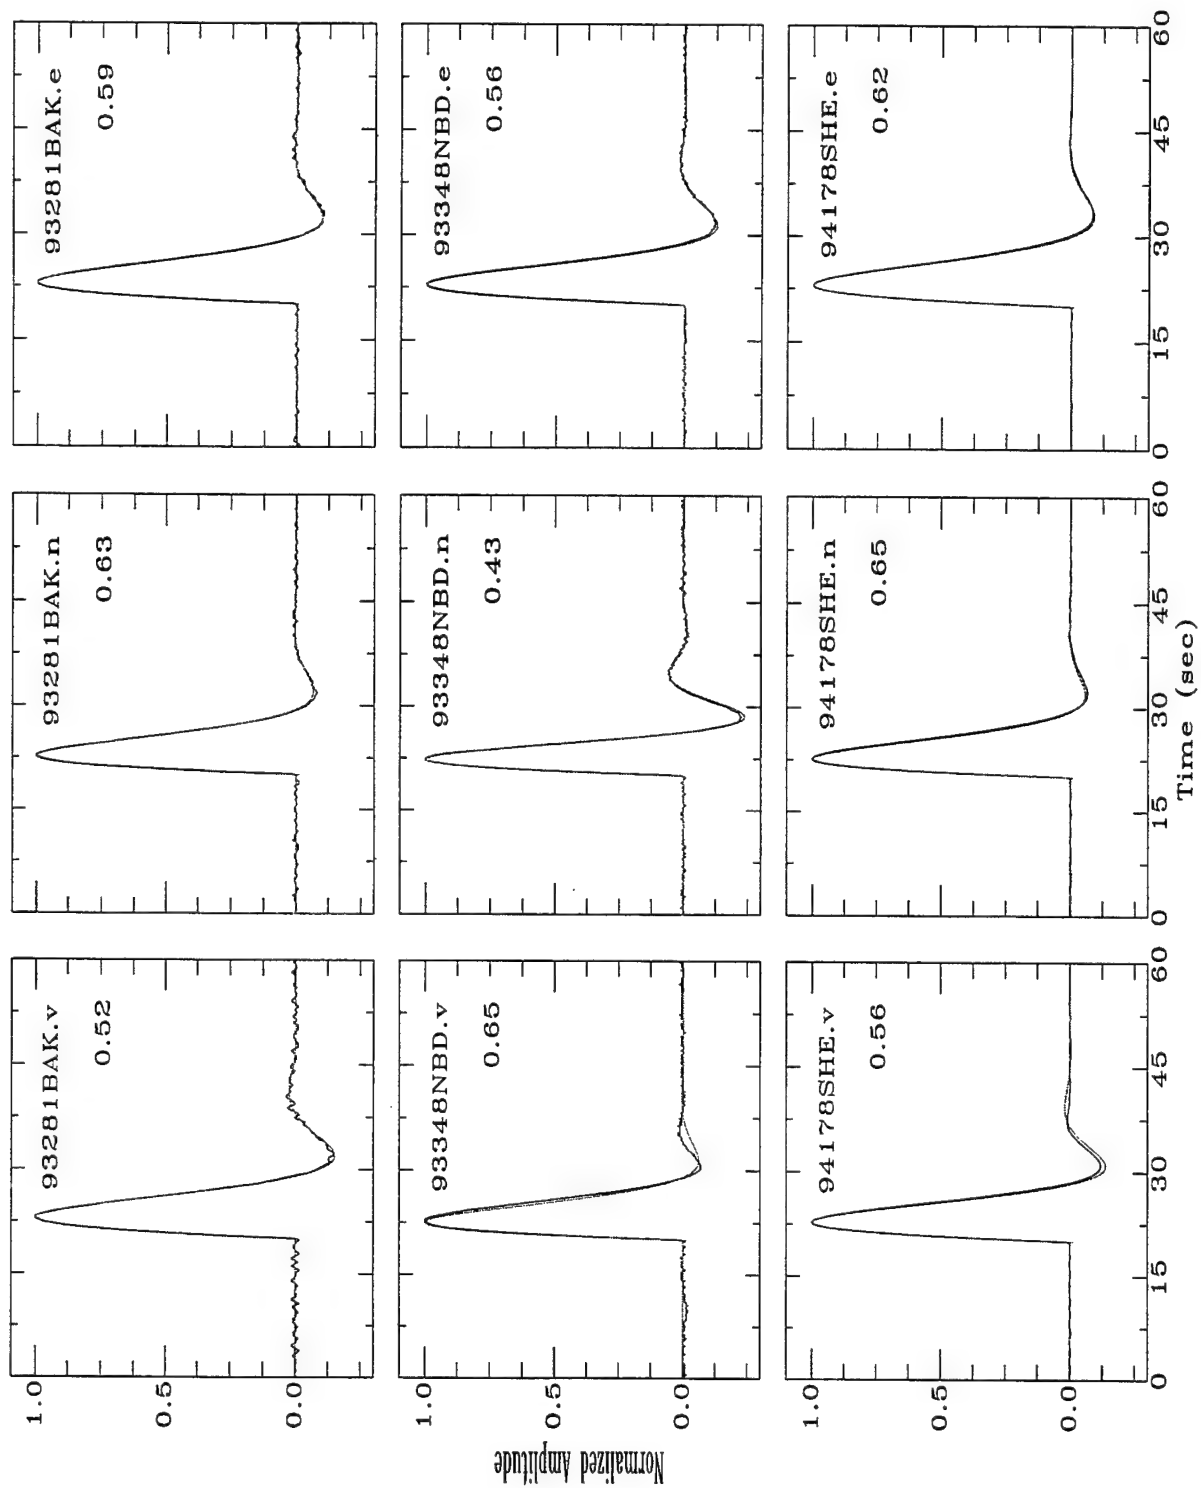 93281BAK.v
0.52
93281BAK.n
0.63
93281BAK.e
0.59
1.0
0.5
0.0
93348NBD.v
0.65
93348NBD.n
0.43
93348NBD.e
0.56
1.0
0.5
0.0
94178SHE.v
0.56
94178SHE.n
0.65
94178SHE.e
0.62
1.0
0.5
0.0
0 15 30 45 60
0 15 30 45 60
0 15 30 45 60
Normalized Amplitude
Time (sec)